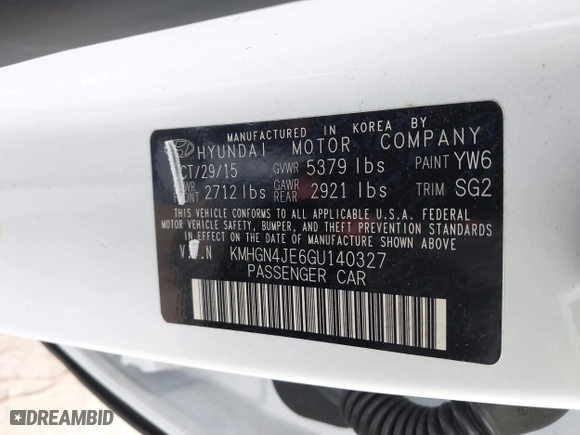 MANUFACTURED IN KOREA BY
HYUNDAI MOTOR COMPANY
CT/29/15 GVWR 5379 lbs PAINT YW6
2712 lbs GAWR REAR 2921 lbs TRIM SG2
THIS VEHICLE CONFORMS TO ALL APPLICABLE U.S.A. FEDERAL
MOTOR VEHICLE SAFETY, BUMPER, AND THEFT PREVENTION STANDARDS
IN EFFECT ON THE DATE OF MANUFACTURE SHOWN ABOVE.
V.I.N KMHGN4JE6GU140327
PASSENGER CAR
DREAMBID